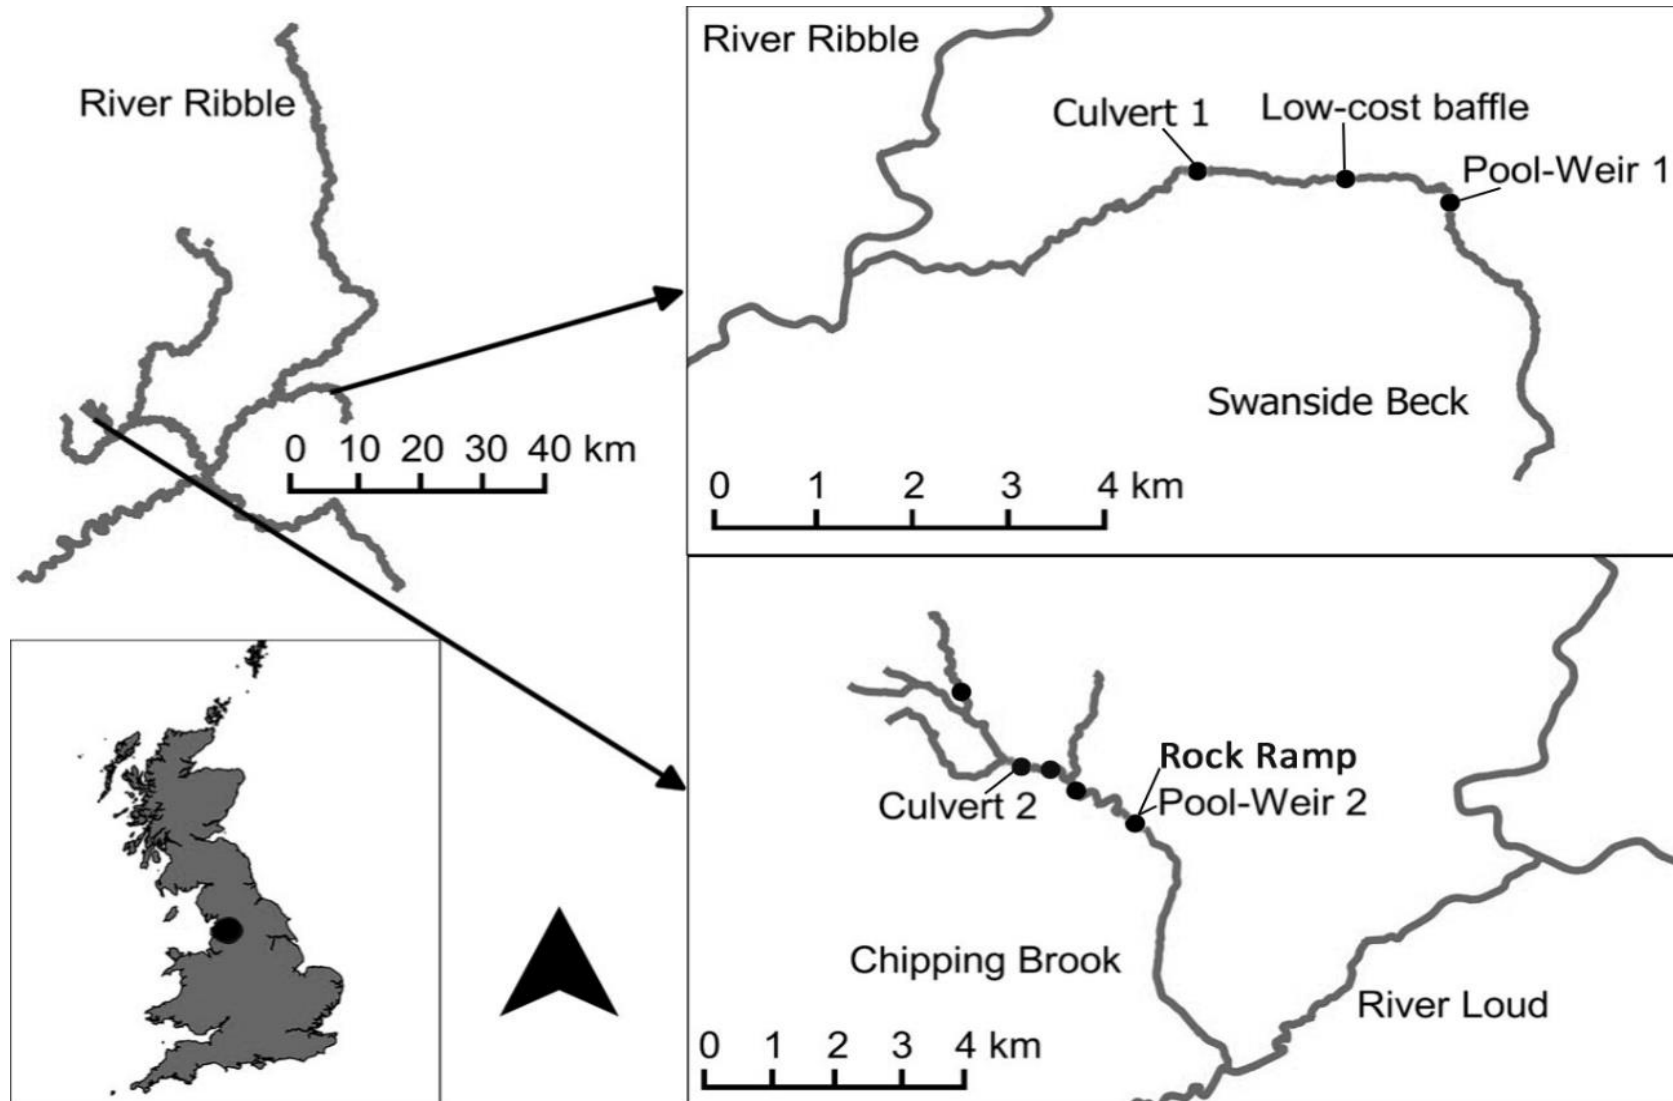 River Ribble
0 10 20 30 40 km
River Ribble
Culvert 1
Low-cost baffle
Pool-Weir 1
Swanside Beck
0 1 2 3 4 km
Rock Ramp
Pool-Weir 2
Culvert 2
Chipping Brook
River Loud
0 1 2 3 4 km